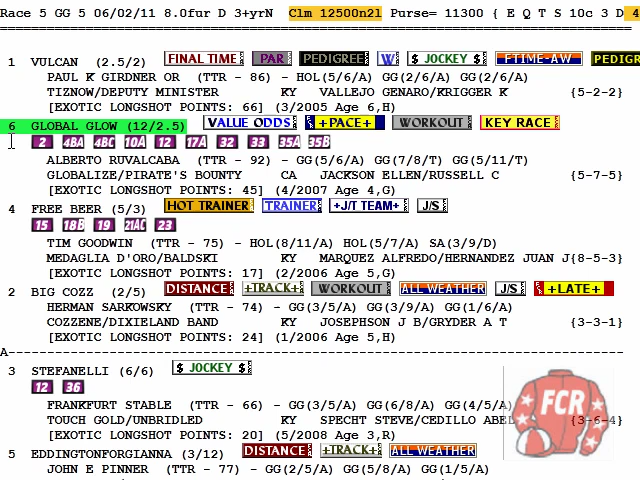 Race 5 GG 5 06/02/11 8.0fur D 3+yrN Clm 12500n2l Purse= 11300 { E Q T S 10c 3 D 4
1 VULCAN (2.5/2) FINAL TIME PAR PEDIGREE W $ JOCKEY $ FTIME-AW PEDIGR
PAUL K GIRDNER OR (TTR - 86) - HOL(5/6/A) GG(2/6/A) GG(2/6/A)
TIZNOW/DEPUTY MINISTER KY VALLEJO GENARO/KRIGGER K {5-2-2}
[EXOTIC LONGSHOT POINTS: 66] (3/2005 Age 6,H)
6 GLOBAL GLOW (12/2.5) VALUE ODDS +PACE+ WORKOUT KEY RACE
2 4BA 4BC 10A 12 17A 32 33 35A 35B
ALBERTO RUVALCABA (TTR - 92) - GG(5/6/A) GG(7/8/T) GG(5/11/T)
GLOBALIZE/PIRATE'S BOUNTY CA JACKSON ELLEN/RUSSELL C {5-7-5}
[EXOTIC LONGSHOT POINTS: 45] (4/2007 Age 4,G)
4 FREE BEER (5/3) HOT TRAINER TRAINER +J/T TEAM+ J/S
15 18B 19 21AC 23
TIM GOODWIN (TTR - 75) - HOL(8/11/A) HOL(5/7/A) SA(3/9/D)
MEDAGLIA D'ORO/BALDSKI KY MARQUEZ ALFREDO/HERNANDEZ JUAN J{8-5-3}
[EXOTIC LONGSHOT POINTS: 17] (2/2006 Age 5,G)
2 BIG COZZ (2/5) DISTANCE +TRACK+ WORKOUT ALL WEATHER J/S +LATE+
HERMAN SARKOWSKY (TTR - 74) - GG(3/5/A) GG(3/9/A) GG(1/6/A)
COZZENE/DIXIELAND BAND KY JOSEPHSON J B/GRYDER A T {3-3-1}
[EXOTIC LONGSHOT POINTS: 24] (1/2006 Age 5,H)
A
3 STEFANELLI (6/6) $ JOCKEY $
12 36
FRANKFURT STABLE (TTR - 66) - GG(3/5/A) GG(6/8/A) GG(4/5/A)
TOUCH GOLD/UNBRIDLED KY SPECHT STEVE/CEDILLO ABEL {3-6-4}
[EXOTIC LONGSHOT POINTS: 20] (5/2008 Age 3,R)
FCR
5 EDDINGTONFORGIANNA (3/12) DISTANCE +TRACK+ ALL WEATHER
JOHN E PINNER (TTR - 77) - GG(2/5/A) GG(5/8/A) GG(1/5/A)